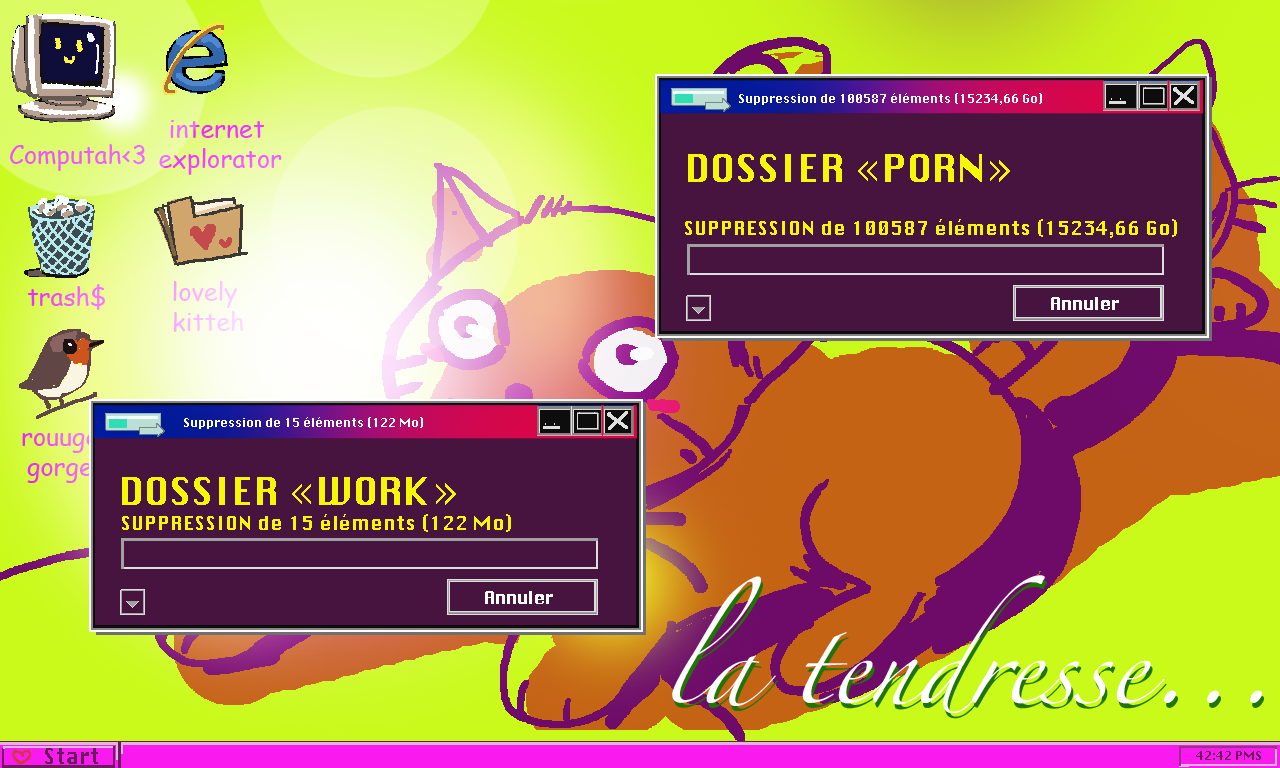 Computah<3
internet
explorator
trash$
lovely
kitteh
gorge
Suppression de 100587 éléments (15234,66 Go)
DOSSIER «PORN»
SUPPRESSION de 100587 éléments (15234,66 Go)
Annuler
Suppression de 15 éléments (122 Mo)
DOSSIER «WORK»
SUPPRESSION de 15 éléments (122 Mo)
Annuler
la tendresse...
Start
42:42 PMS